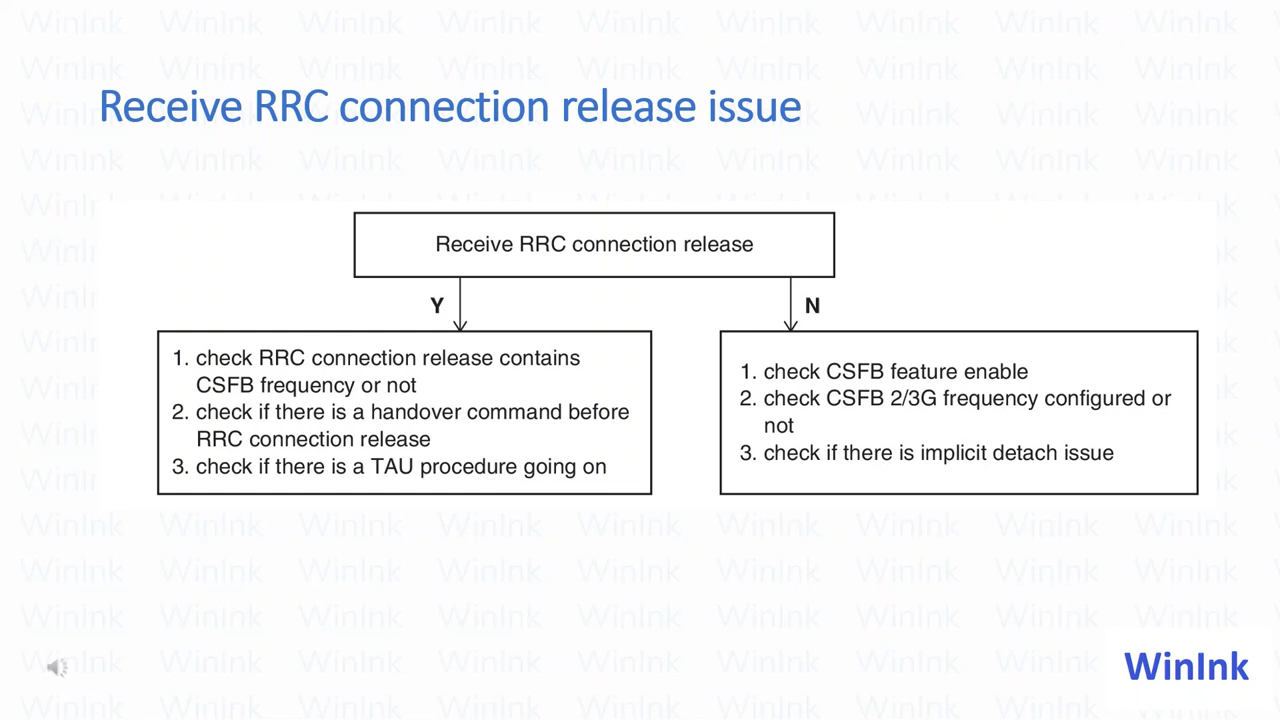 Receive RRC connection release issue
Receive RRC connection release
Y
N
1. check RRC connection release contains
CSFB frequency or not
2. check if there is a handover command before
RRC connection release
3. check if there is a TAU procedure going on
1. check CSFB feature enable
2. check CSFB 2/3G frequency configured or
not
3. check if there is implicit detach issue
WinInk